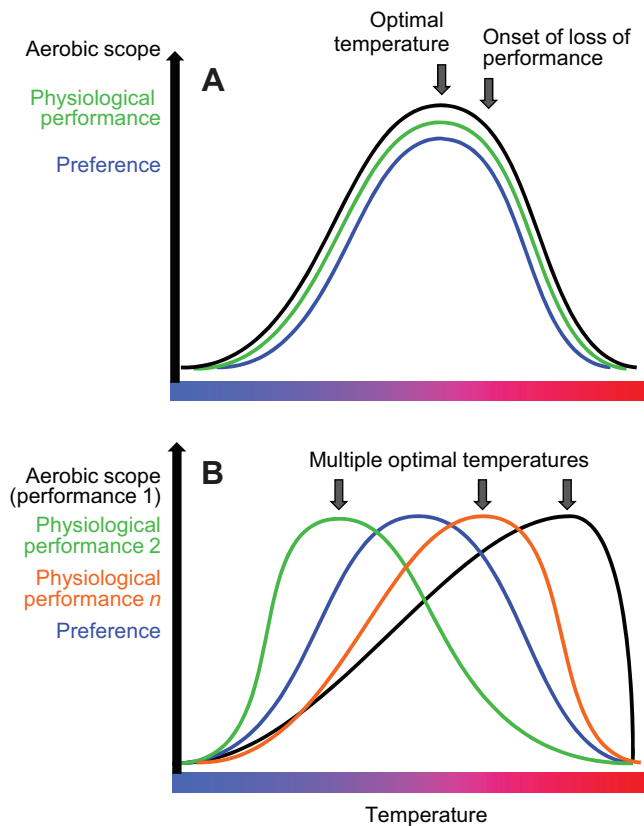 Aerobic scope
Physiological
performance
Preference
A
Optimal
temperature
Onset of loss of
performance
Aerobic scope
(performance 1)
Physiological
performance 2
Physiological
performance n
Preference
B
Multiple optimal temperatures
Temperature